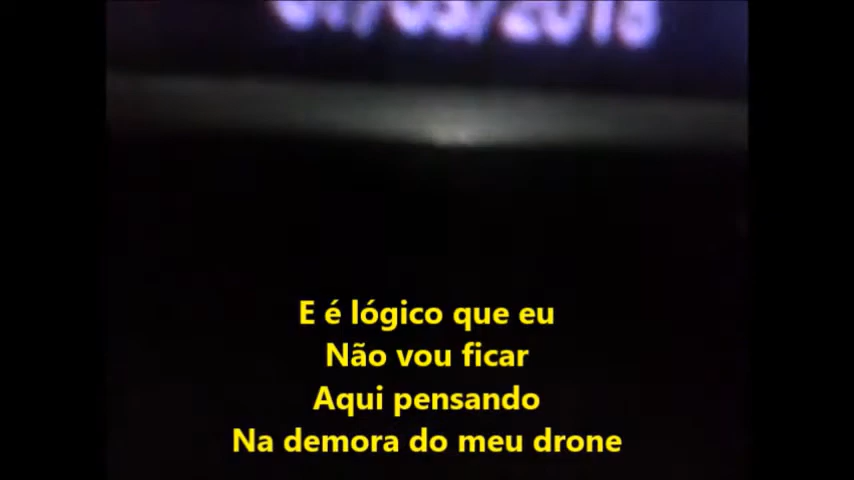 E é lógico que eu
Não vou ficar
Aqui pensando
Na demora do meu drone